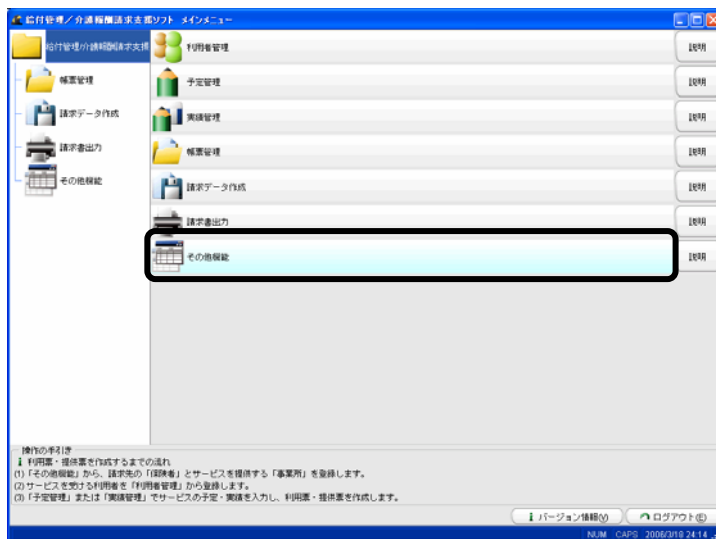 給付管理／介護報酬請求支援ソフト メインメニュー
給付管理/介護報酬請求支援
帳票管理
請求データ作成
請求書出力
その他機能
利用者管理
説明
予定管理
説明
実績管理
説明
帳票管理
説明
請求データ作成
説明
請求書出力
説明
その他機能
説明
操作の手引き
利用票・提供票を作成するまでの流れ
(1)「その他機能」から、請求先の「保険者」とサービスを提供する「事業所」を登録します。
(2)サービスを受ける利用者を「利用者管理」から登録します。
(3)「予定管理」または「実績管理」でサービスの予定・実績を入力し、利用票・提供票を作成します。
バージョン情報(V)
ログアウト(E)
NUM CAPS 2006/3/18 24:14